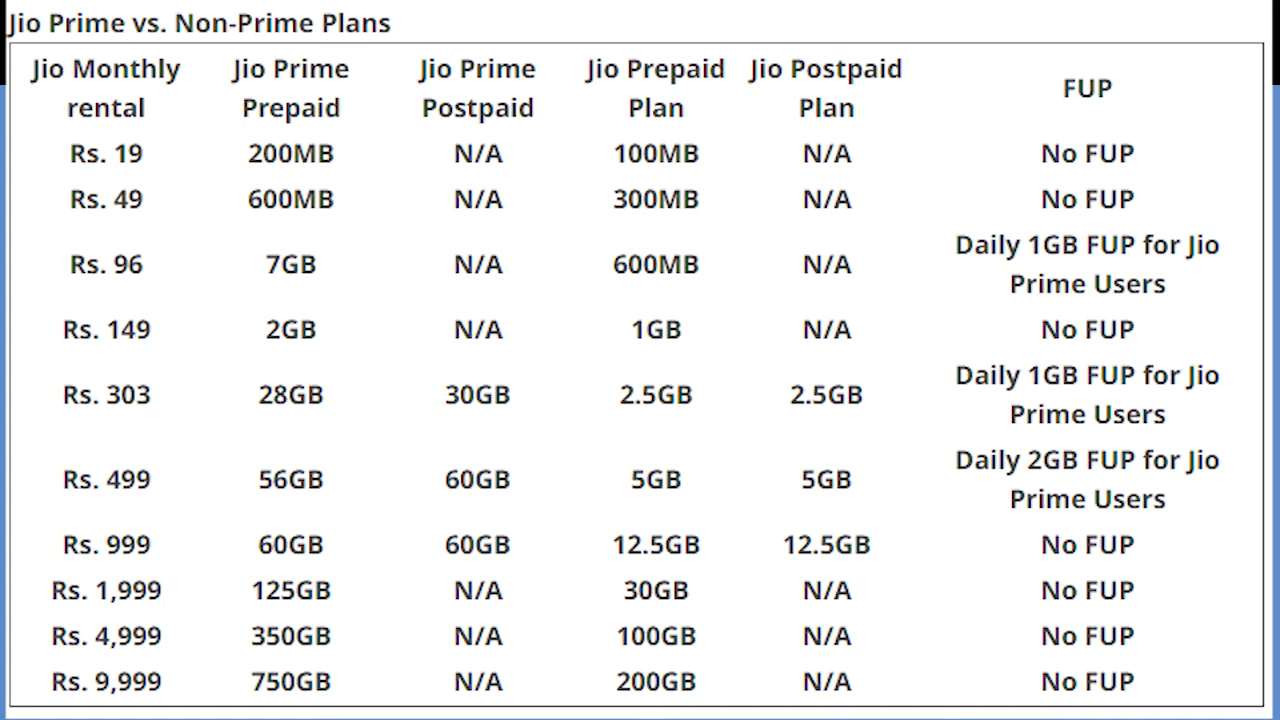 Jio Prime vs. Non-Prime Plans
Jio Monthly rental Jio Prime Prepaid Jio Prime Postpaid Jio Prepaid Plan Jio Postpaid Plan FUP
Rs. 19 200MB N/A 100MB N/A No FUP
Rs. 49 600MB N/A 300MB N/A No FUP
Rs. 96 7GB N/A 600MB N/A Daily 1GB FUP for Jio Prime Users
Rs. 149 2GB N/A 1GB N/A No FUP
Rs. 303 28GB 30GB 2.5GB 2.5GB Daily 1GB FUP for Jio Prime Users
Rs. 499 56GB 60GB 5GB 5GB Daily 2GB FUP for Jio Prime Users
Rs. 999 60GB 60GB 12.5GB 12.5GB No FUP
Rs. 1,999 125GB N/A 30GB N/A No FUP
Rs. 4,999 350GB N/A 100GB N/A No FUP
Rs. 9,999 750GB N/A 200GB N/A No FUP